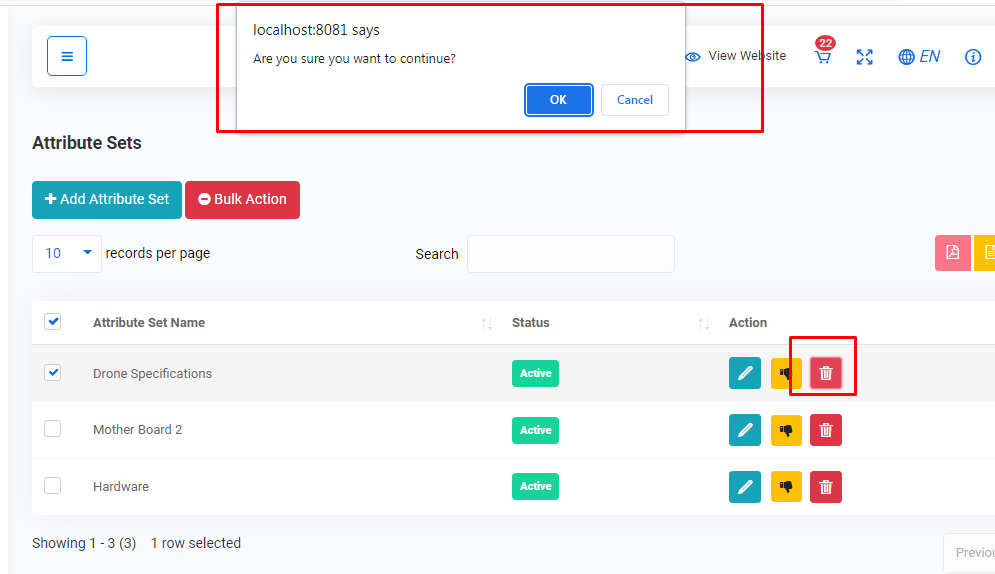 localhost:8081 says
Are you sure you want to continue?
OK
Cancel
View Website
22
EN
Attribute Sets
Add Attribute Set
Bulk Action
10 records per page
Search
Attribute Set Name Status Action
Drone Specifications Active
Mother Board 2 Active
Hardware Active
Showing 1 - 3 (3) 1 row selected